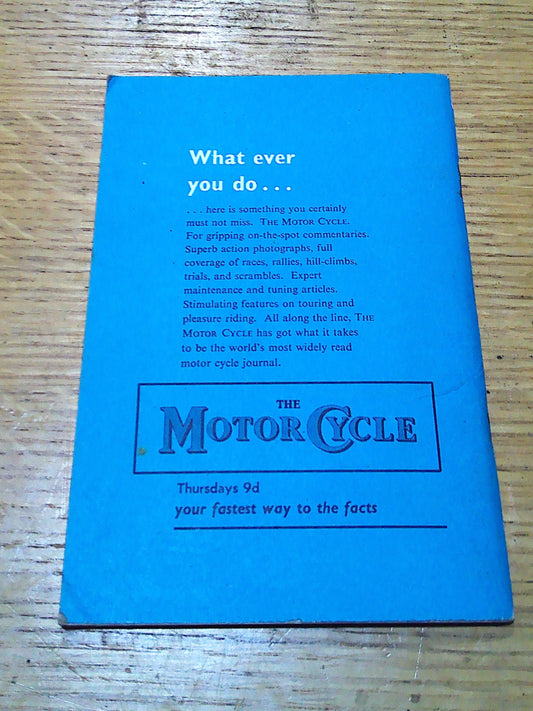 What ever
you do . . .
. . . here is something you certainly
must not miss. THE MOTOR CYCLE.
For gripping on-the-spot commentaries.
Superb action photographs, full
coverage of races, rallies, hill-climbs,
trials, and scrambles. Expert
maintenance and tuning articles.
Stimulating features on touring and
pleasure riding. All along the line, THE
MOTOR CYCLE has got what it takes
to be the world's most widely read
motor cycle journal.
THE
MOTOR CYCLE
Thursdays 9d
your fastest way to the facts